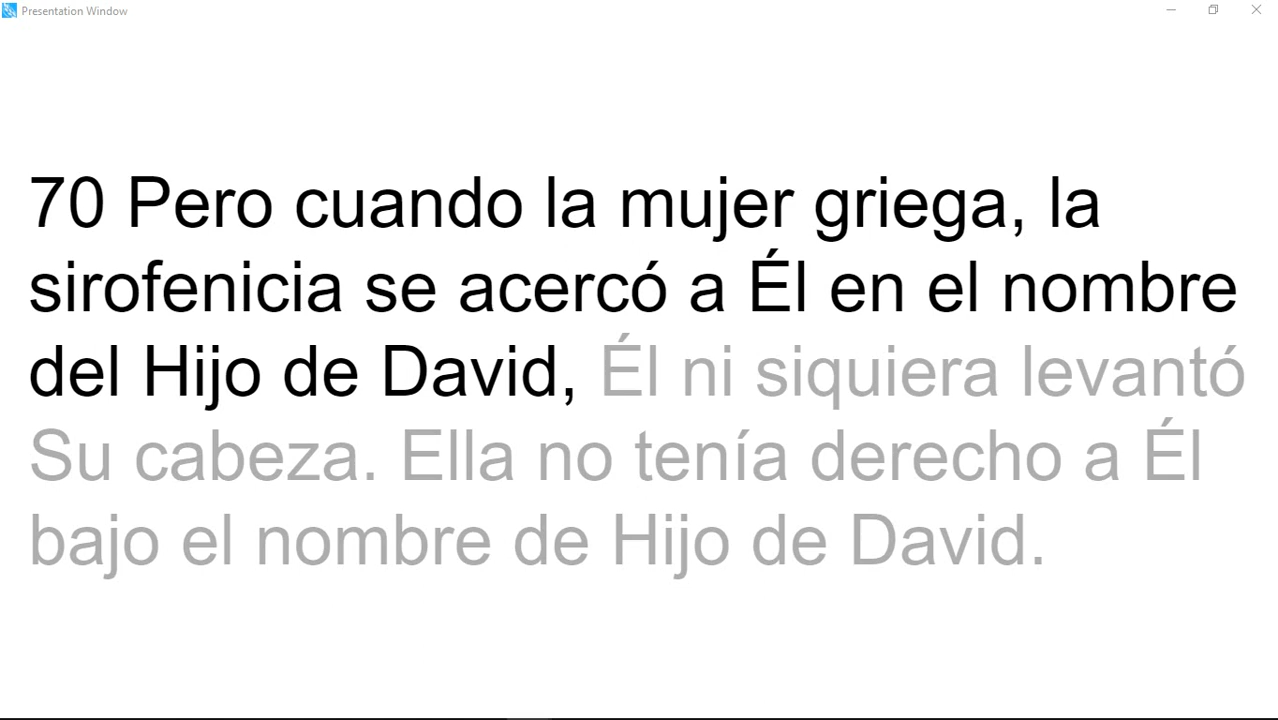 Presentation Window
70 Pero cuando la mujer griega, la
sirofenicia se acercó a Él en el nombre
del Hijo de David, Él ni siquiera levantó
Su cabeza. Ella no tenía derecho a Él
bajo el nombre de Hijo de David.